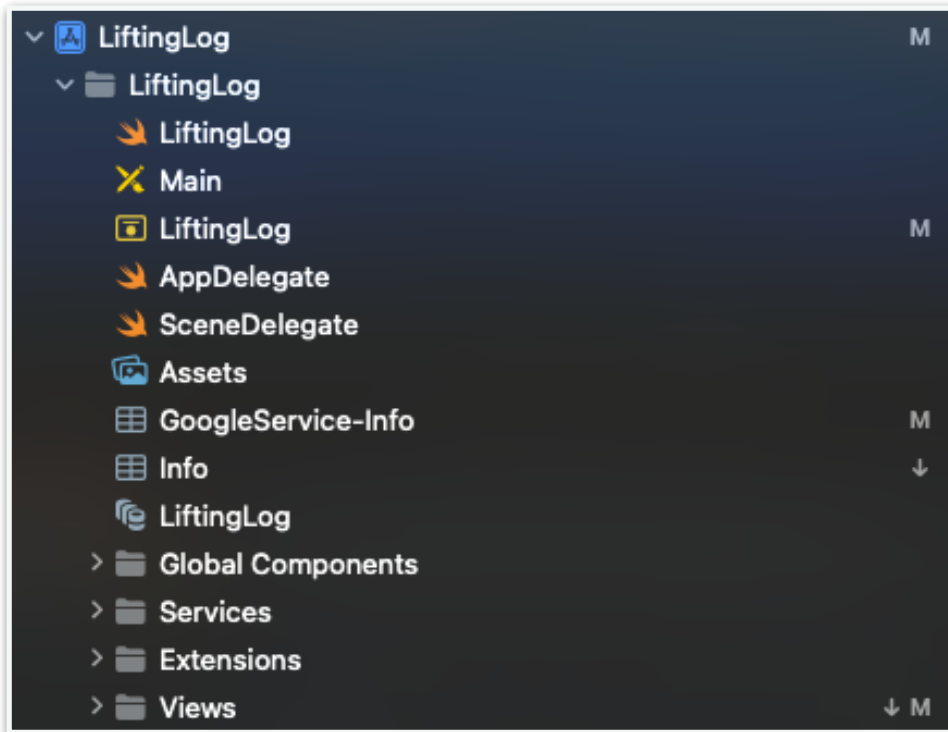 LiftingLog M
LiftingLog
LiftingLog
Main
LiftingLog M
AppDelegate
SceneDelegate
Assets
GoogleService-Info M
Info ↓
LiftingLog
Global Components
Services
Extensions
Views ↓ M